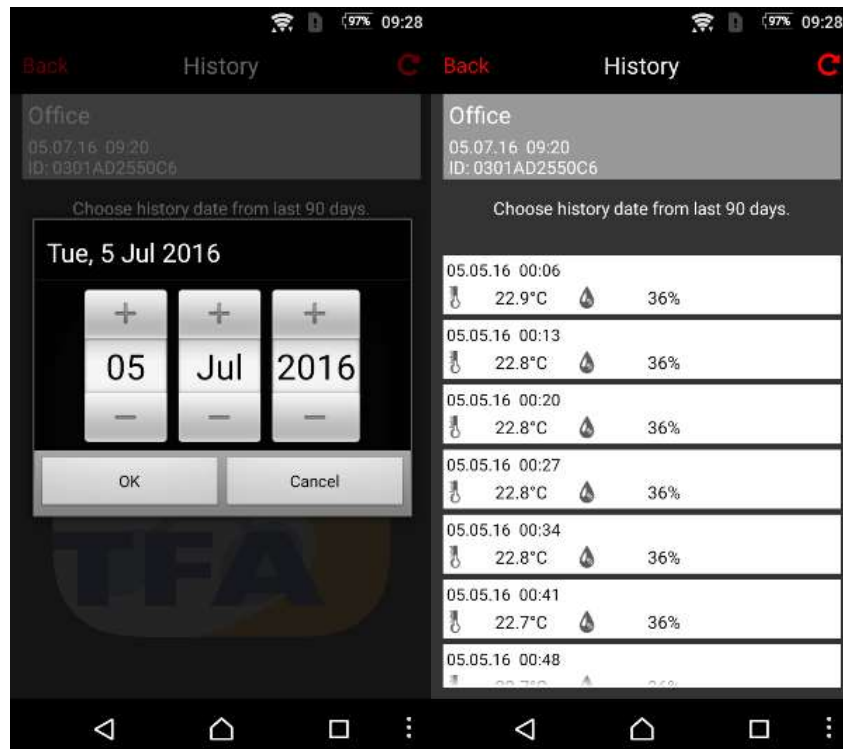 97% 09:28
Back History
Office
05.07.16 09:20
ID: 0301AD2550C6
Choose history date from last 90 days.
Tue, 5 Jul 2016
+ + +
05 Jul 2016
− − −
OK Cancel
TFA
97% 09:28
Back History
Office
05.07.16 09:20
ID: 0301AD2550C6
Choose history date from last 90 days.
05.05.16 00:06
22.9°C 36%
05.05.16 00:13
22.8°C 36%
05.05.16 00:20
22.8°C 36%
05.05.16 00:27
22.8°C 36%
05.05.16 00:34
22.8°C 36%
05.05.16 00:41
22.7°C 36%
05.05.16 00:48